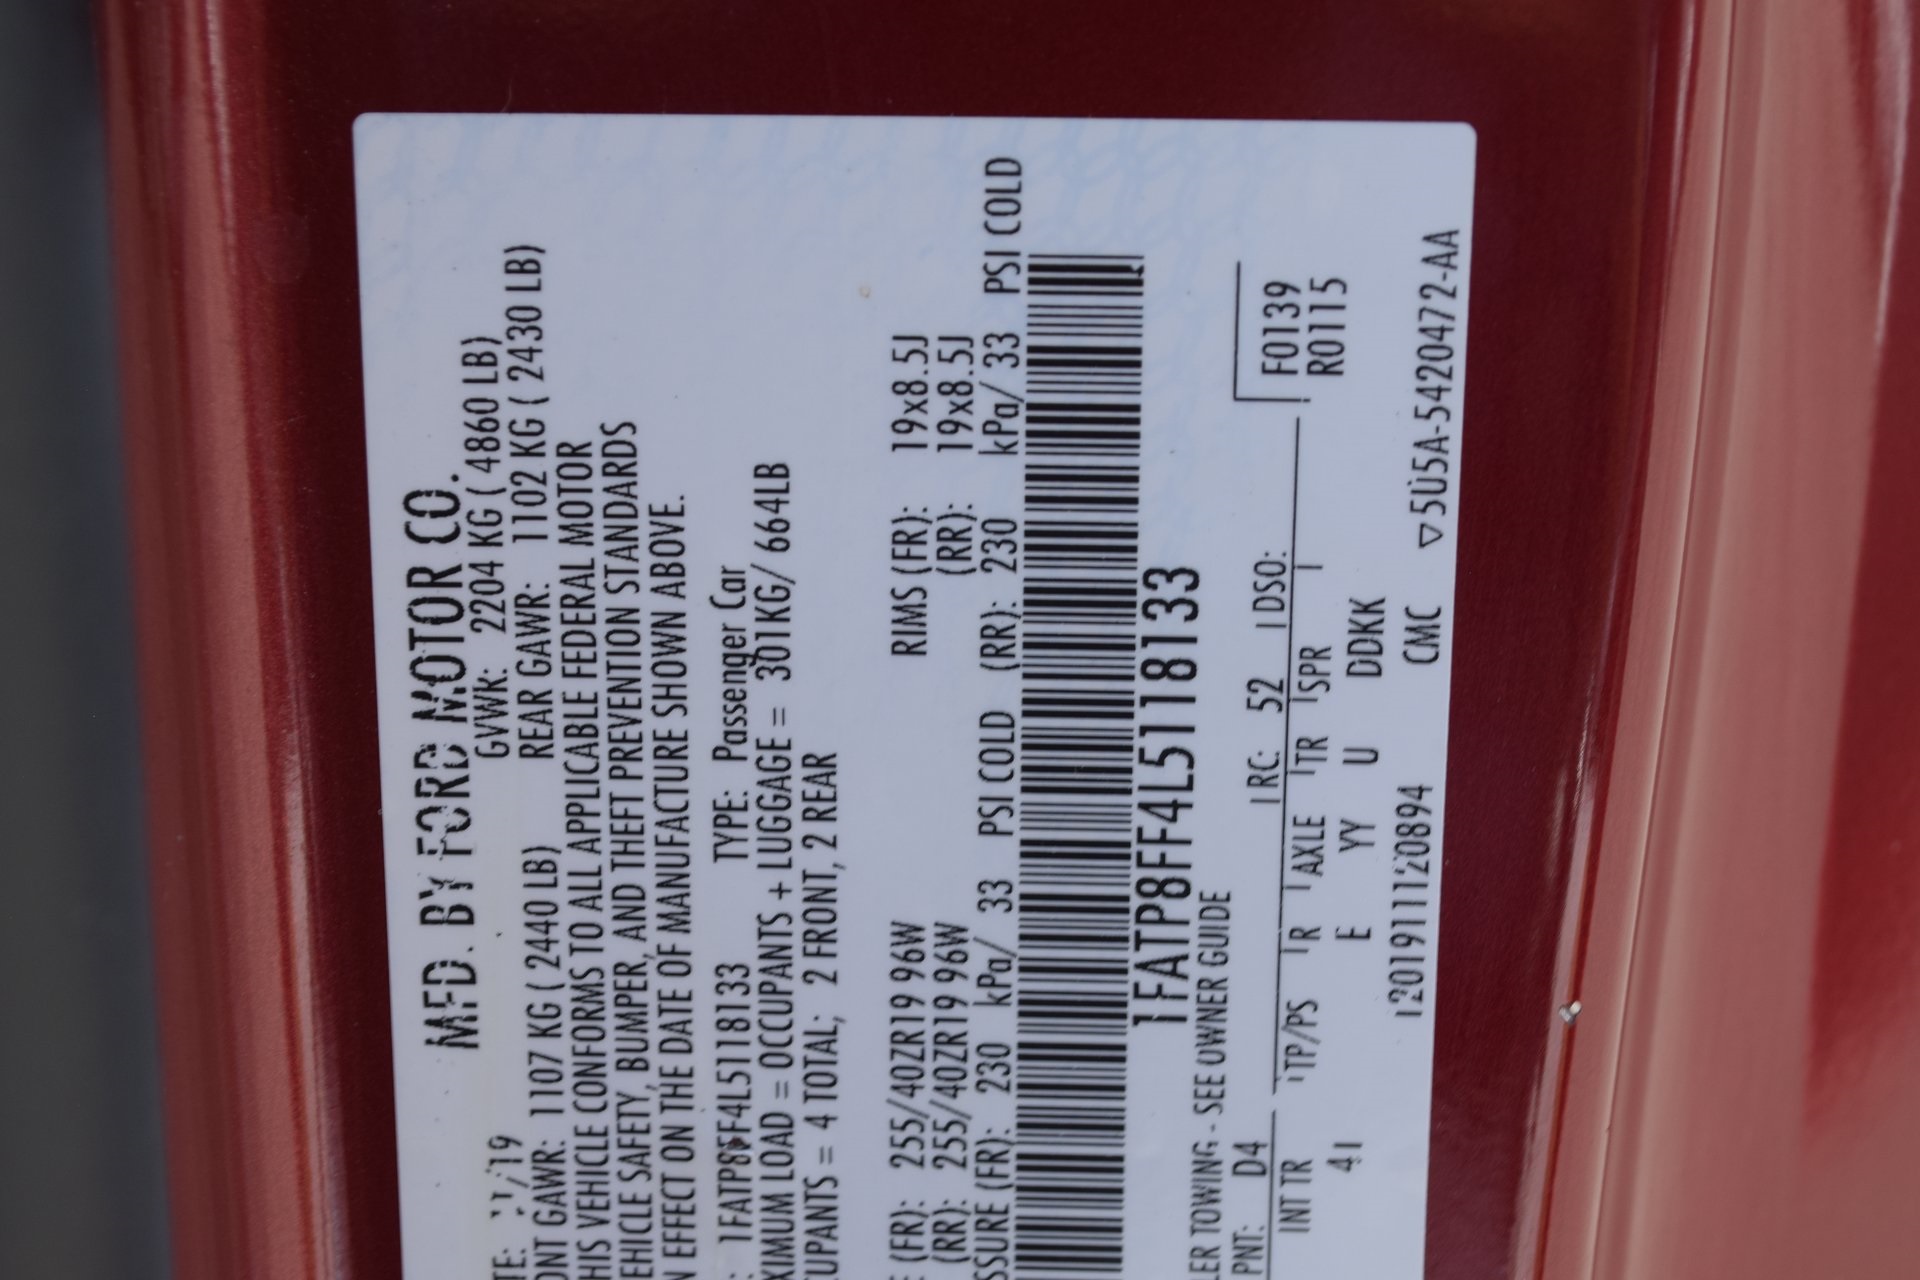 MFD. BY FORD MOTOR CO.
TE: 11/19 GVWR: 2204 KG ( 4860 LB)
ONT GAWR: 1107 KG ( 2440 LB) REAR GAWR: 1102 KG ( 2430 LB)
HIS VEHICLE CONFORMS TO ALL APPLICABLE FEDERAL MOTOR
EHICLE SAFETY, BUMPER, AND THEFT PREVENTION STANDARDS
N EFFECT ON THE DATE OF MANUFACTURE SHOWN ABOVE.
: 1FATP8FF4L5118133 TYPE: Passenger Car
XIMUM LOAD = OCCUPANTS + LUGGAGE = 301KG/ 664LB
CUPANTS = 4 TOTAL; 2 FRONT, 2 REAR
E (FR): 255/40ZR19 96W RIMS (FR): 19x8.5J
(RR): 255/40ZR19 96W (RR): 19x8.5J
SSURE (FR): 230 kPa/ 33 PSI COLD (RR): 230 kPa/ 33 PSI COLD
1FATP8FF4L5118133
LER TOWING - SEE OWNER GUIDE
PNT: D4 RC: 52 DSO: F0139
INT TR TP/PS R AXLE TR SPR R0115
41 E YY U DDKK
12019111120894 CMC ▽5U5A-5420472-AA